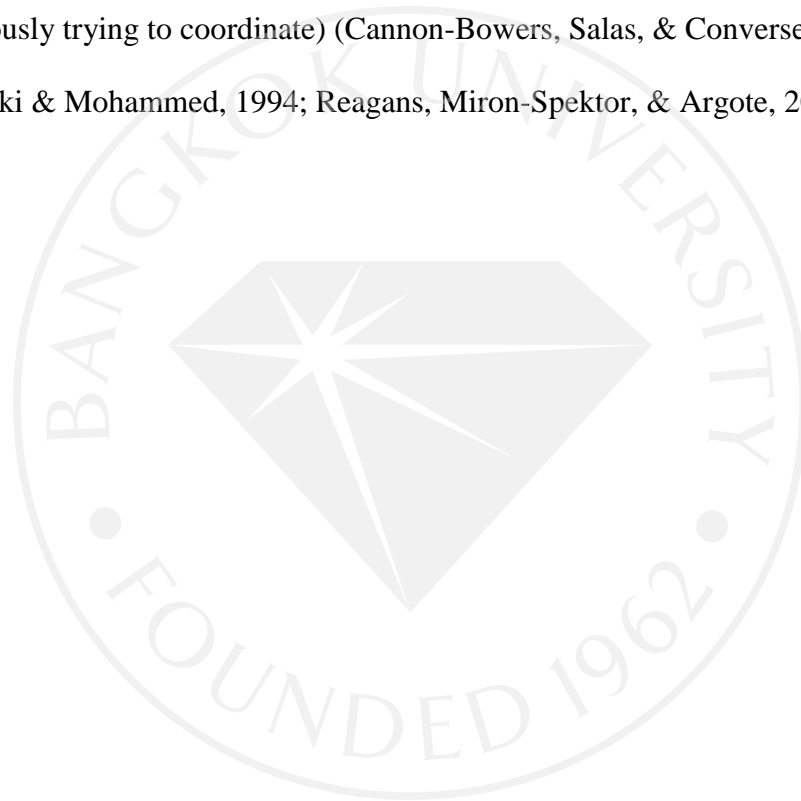 ously trying to coordinate) (Cannon-Bowers, Salas, & Converse
ki & Mohammed, 1994; Reagans, Miron-Spektor, & Argote, 20
BANGKOK UNIVERSITY
FOUNDED 1962